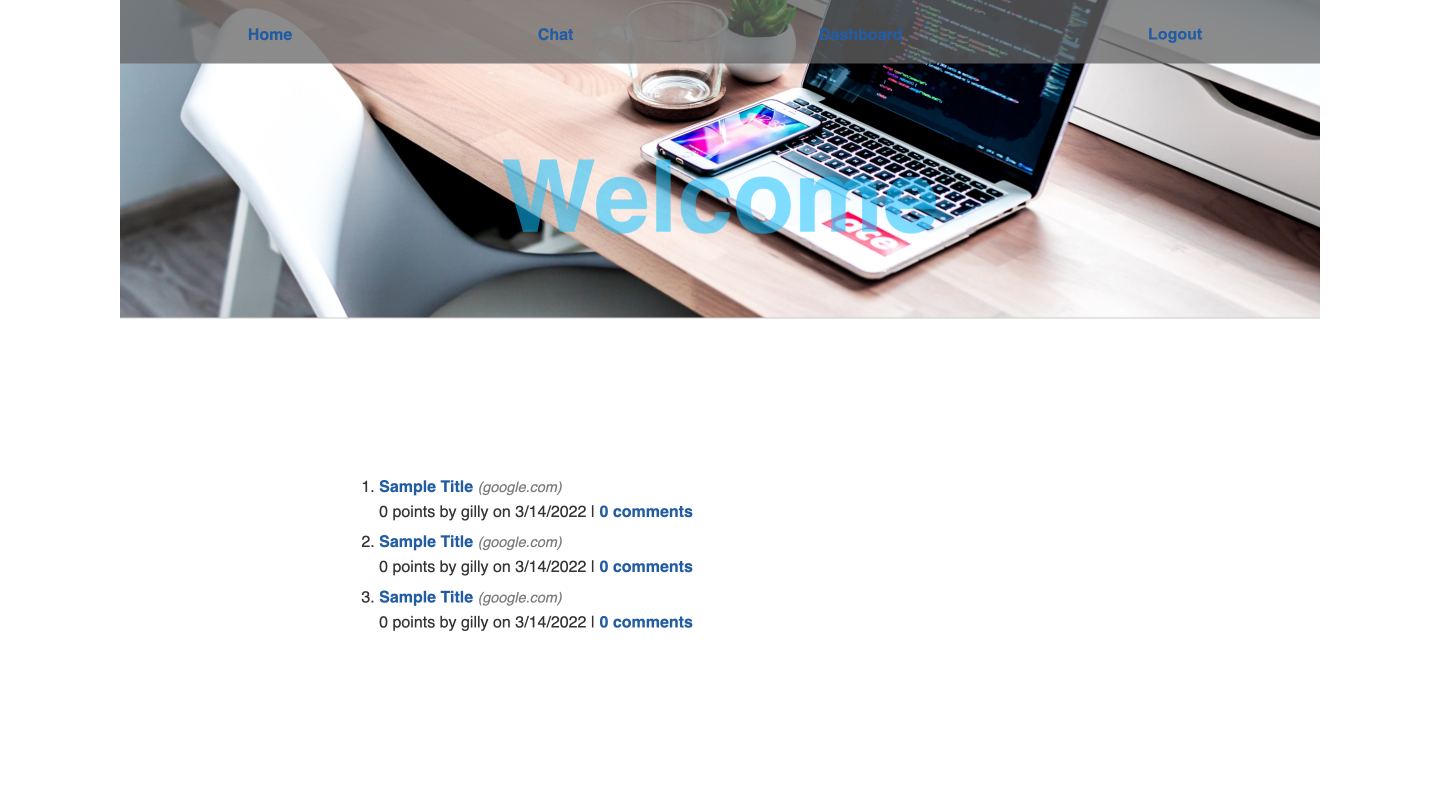 Home Chat Dashboard Logout
Welcome
ace
1. Sample Title (google.com)
0 points by gilly on 3/14/2022 | 0 comments
2. Sample Title (google.com)
0 points by gilly on 3/14/2022 | 0 comments
3. Sample Title (google.com)
0 points by gilly on 3/14/2022 | 0 comments